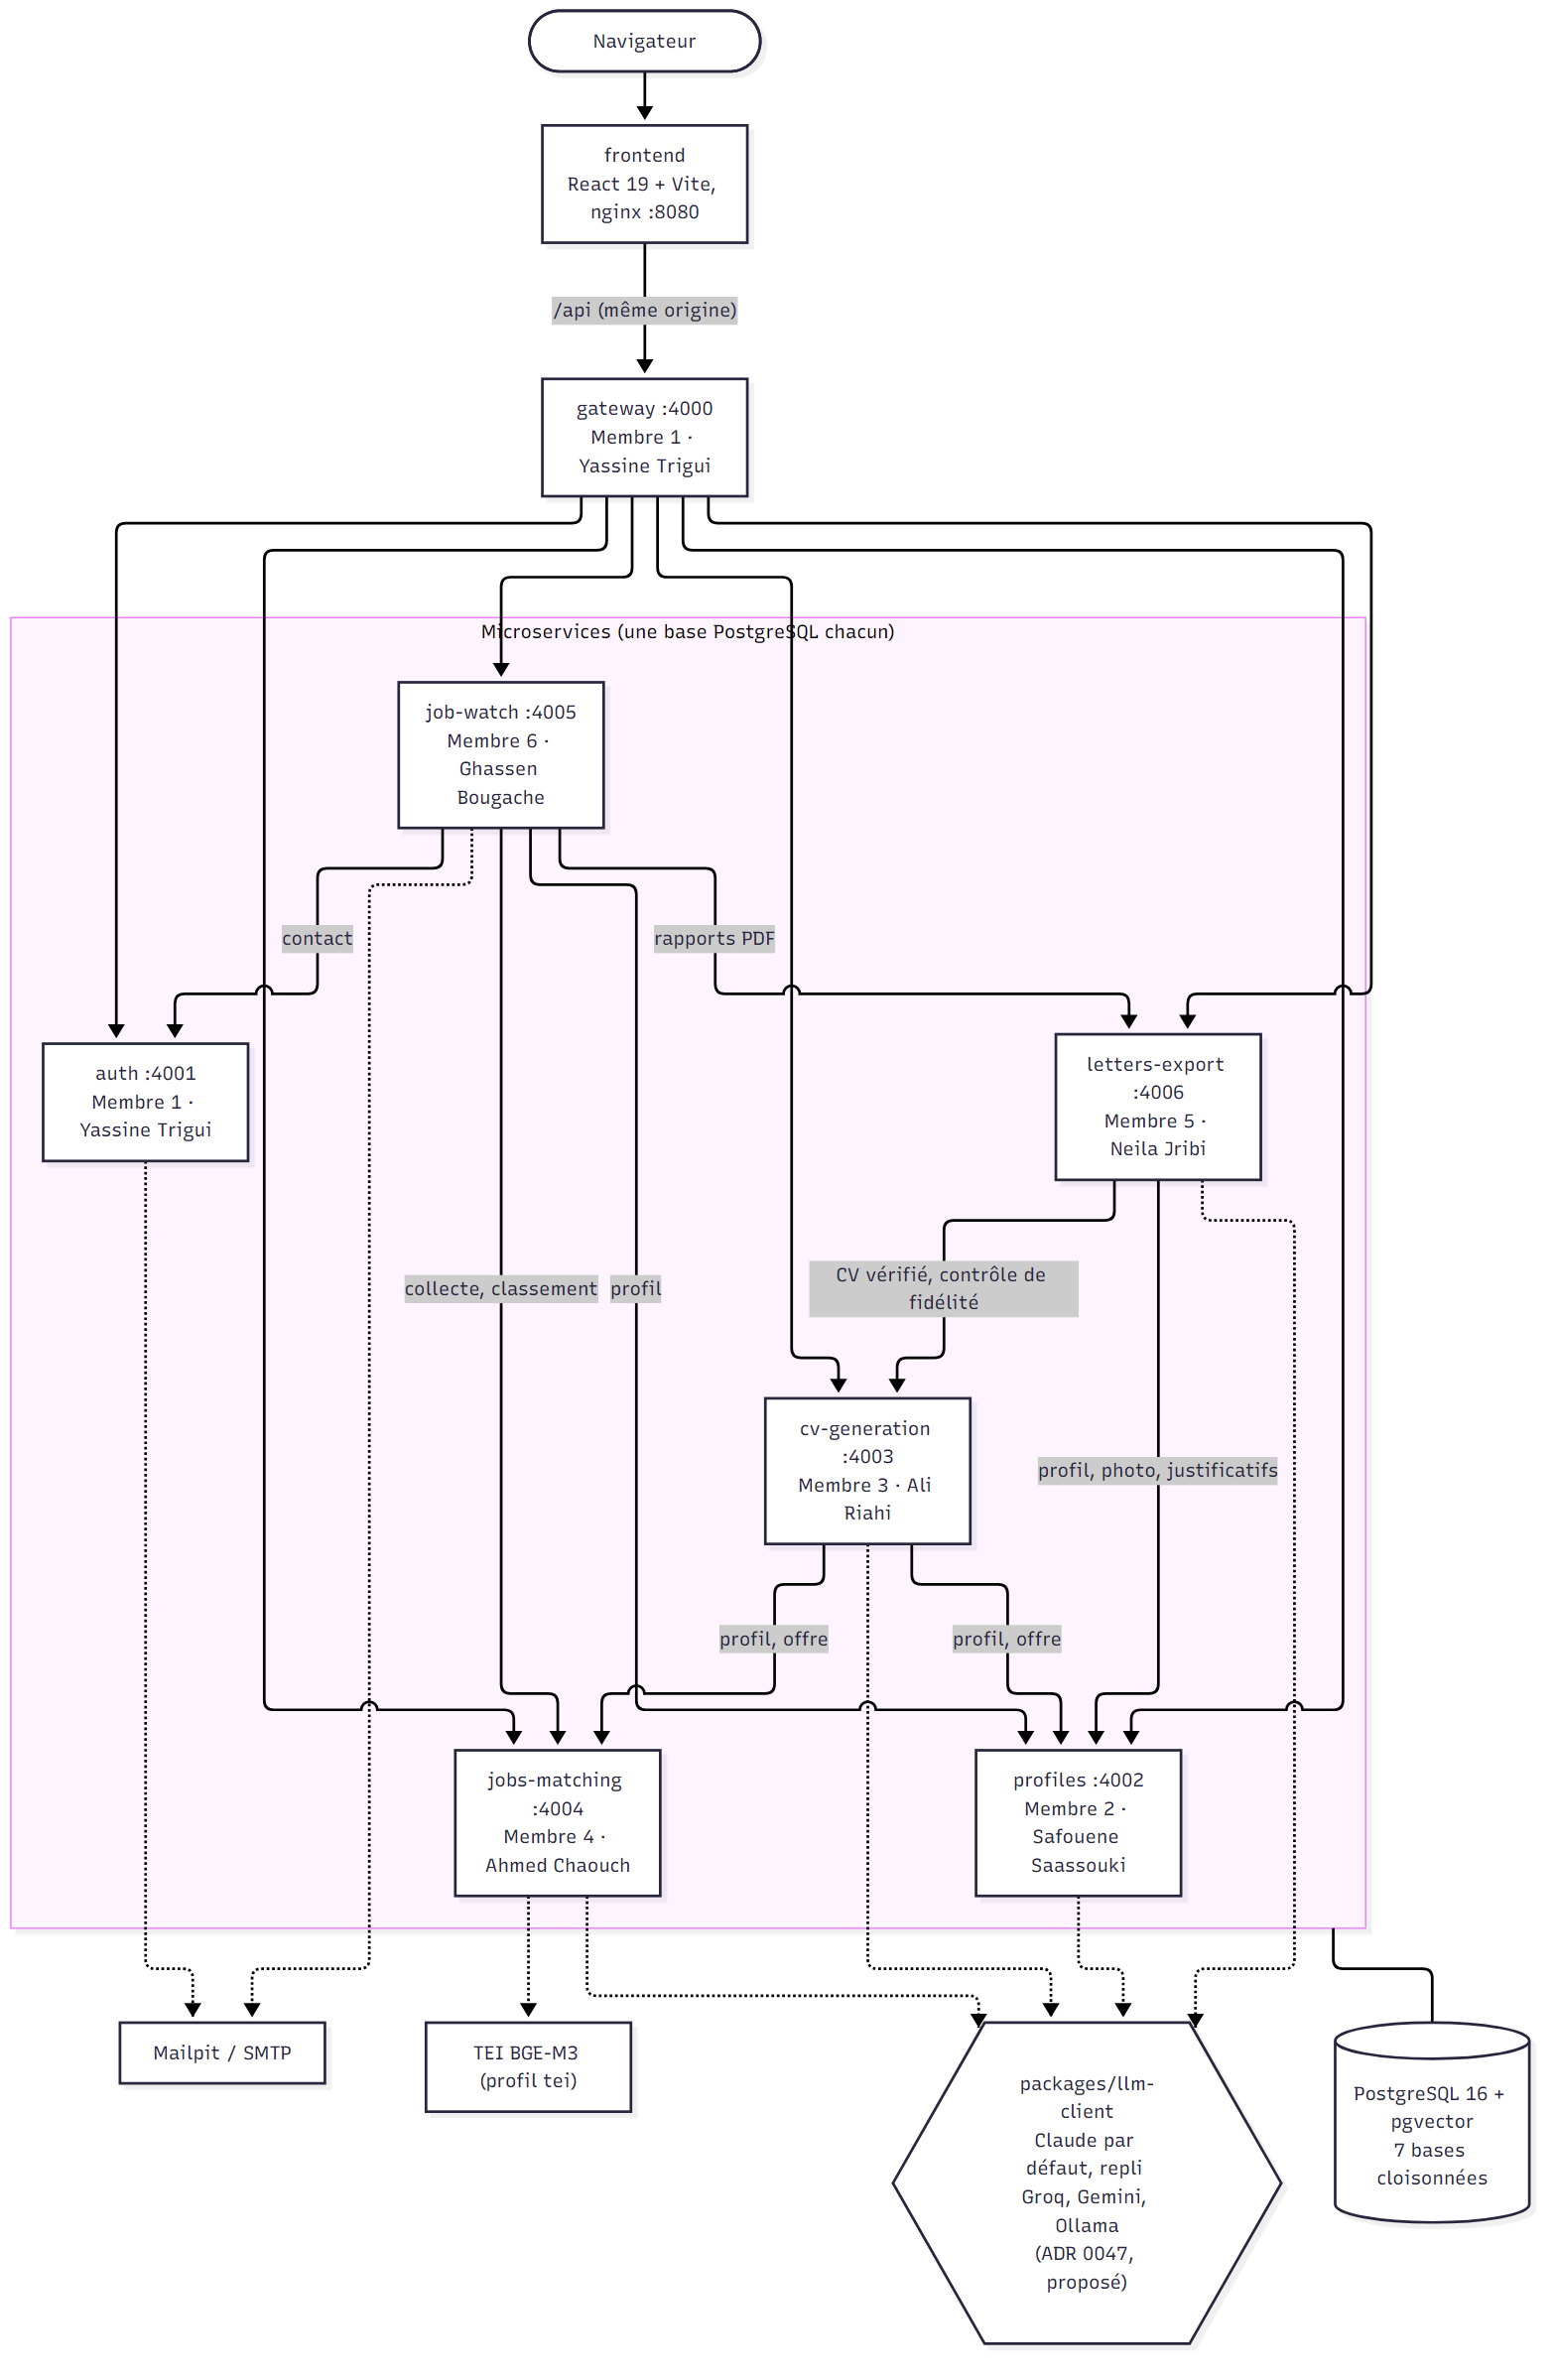 Navigateur
frontend
React 19 + Vite,
nginx :8080
/api (même origine)
gateway :4000
Membre 1 ·
Yassine Trigui
Microservices (une base PostgreSQL chacun)
job-watch :4005
Membre 6 ·
Ghassen
Bougache
contact
rapports PDF
auth :4001
Membre 1 ·
Yassine Trigui
letters-export
:4006
Membre 5 ·
Neila Jribi
collecte, classement
profil
CV vérifié, contrôle de
fidélité
cv-generation
:4003
Membre 3 · Ali
Riahi
profil, photo, justificatifs
profil, offre
profil, offre
jobs-matching
:4004
Membre 4 ·
Ahmed Chaouch
profiles :4002
Membre 2 ·
Safouene
Saassouki
Mailpit / SMTP
TEI BGE-M3
(profil tei)
packages/llm-
client
Claude par
défaut, repli
Groq, Gemini,
Ollama
(ADR 0047,
proposé)
PostgreSQL 16 +
pgvector
7 bases
cloisonnées